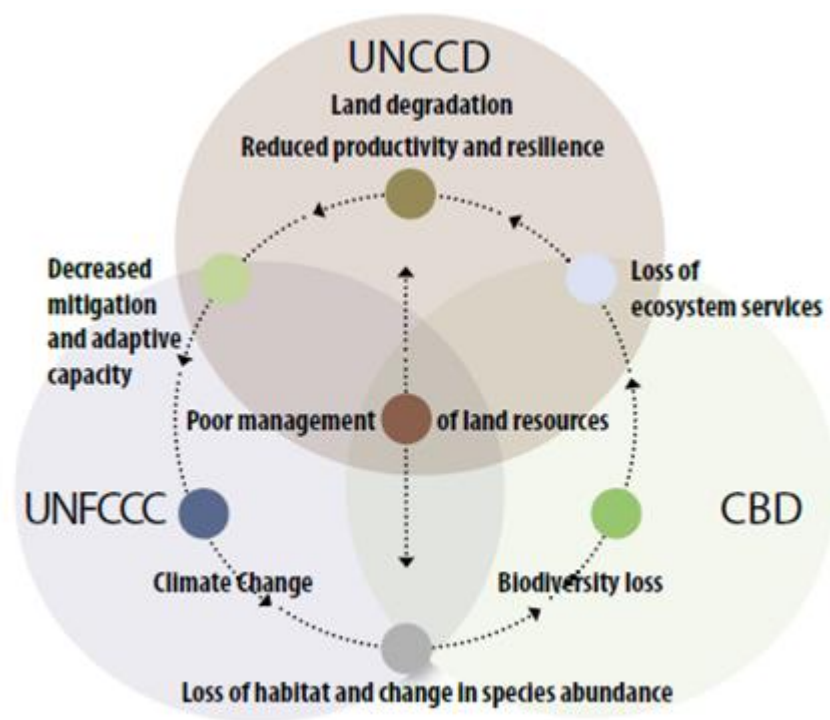 UNCCD
Land degradation
Reduced productivity and resilience
Decreased
mitigation
and adaptive
capacity
Loss of
ecosystem services
Poor management of land resources
UNFCCC
CBD
Climate Change
Biodiversity loss
Loss of habitat and change in species abundance